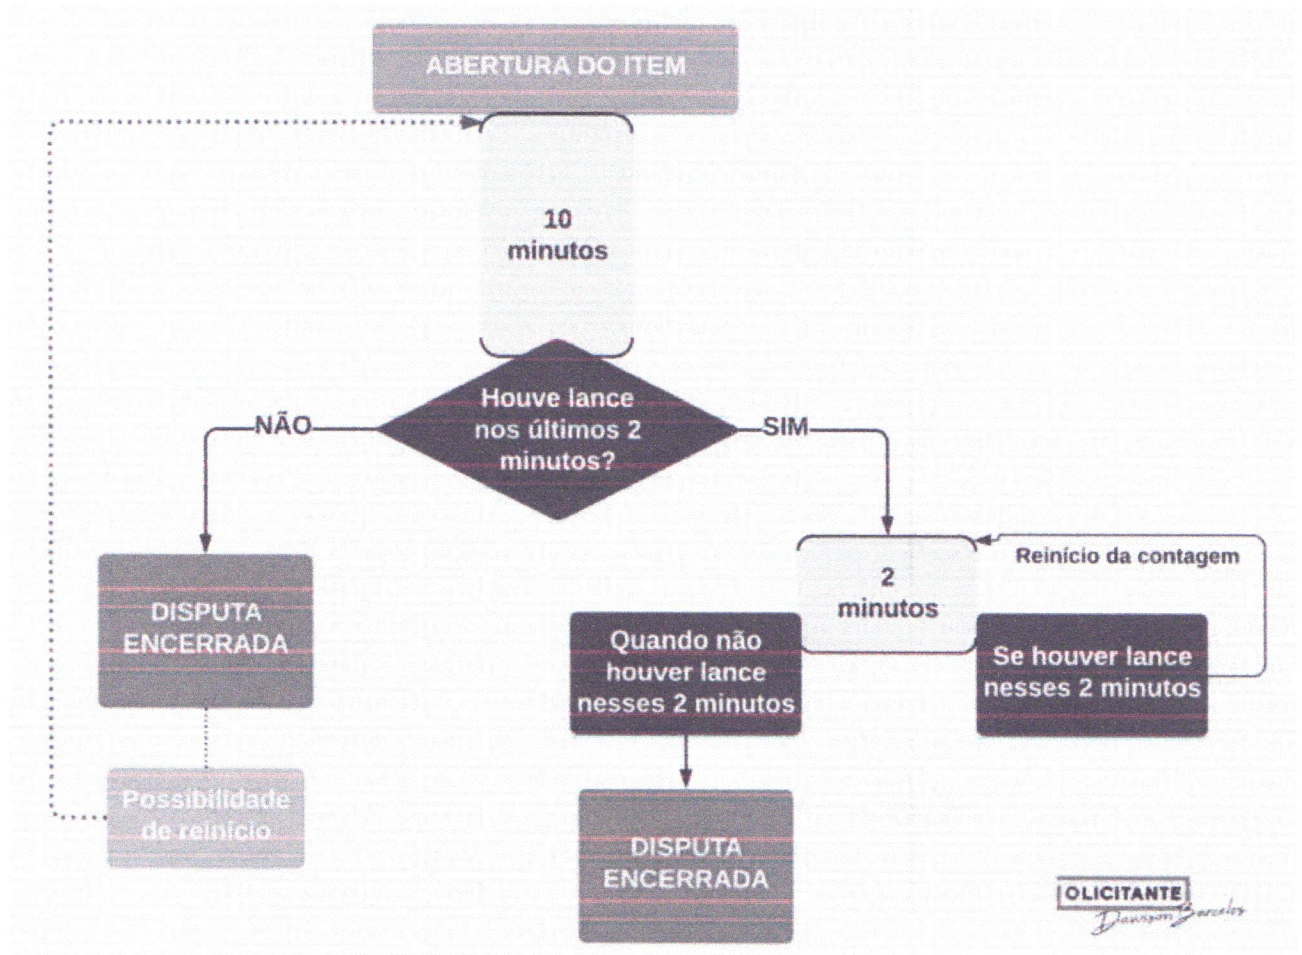 ABERTURA DO ITEM
10
minutos
Houve lance
nos últimos 2
minutos?
NÃO
SIM
DISPUTA
ENCERRADA
Possibilidade
de reinício
2
minutos
Reinício da contagem
Quando não
houver lance
nesses 2 minutos
Se houver lance
nesses 2 minutos
DISPUTA
ENCERRADA
OLICITANTE
Dawison Barcelos